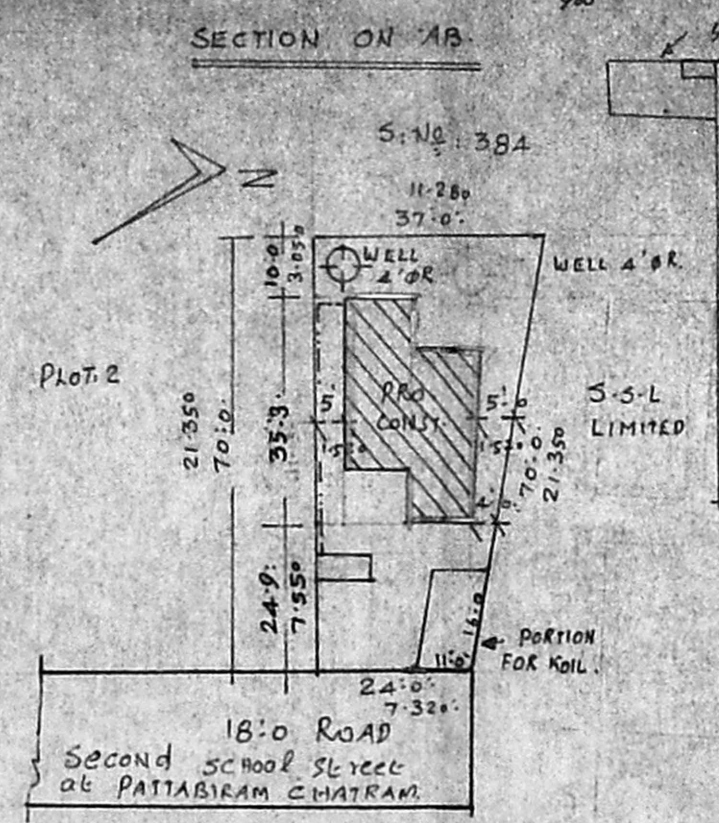 SECTION ON AB.
S. No : 384
11.280
37'.0"
N
WELL
4' ØR
WELL 4' ØR.
10.0
3.050
PLOT. 2
21.350
70'.0"
35.3
5'
PRO.
CONST.
5'.0
S.S.L
LIMITED
70'.0"
21.350
24.9"
7.550
16.0
11'.0"
PORTION
FOR KOIL.
24'.0"
7.320"
18'.0 ROAD
Second SCHOOL Street
at PATTABIRAM CHATRAM.